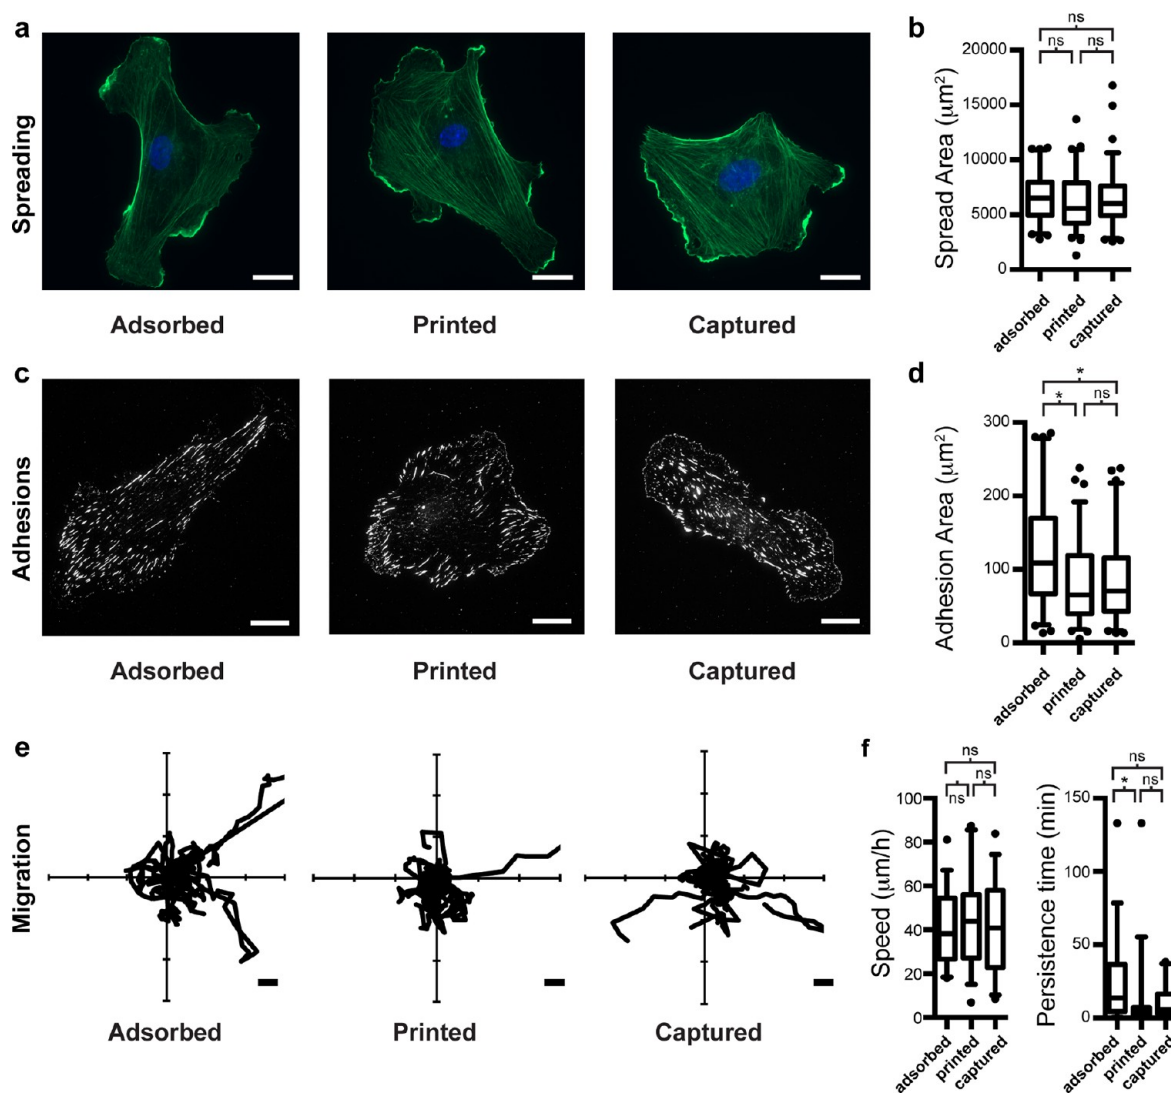 a
Spreading
Adsorbed
Printed
Captured
b
ns
ns
ns
Spread Area (μm²)
20000
15000
10000
5000
0
adsorbed
printed
captured
c
Adhesions
Adsorbed
Printed
Captured
d
*
*
ns
Adhesion Area (μm²)
300
200
100
0
adsorbed
printed
captured
e
Migration
Adsorbed
Printed
Captured
f
ns
ns
ns
Speed (μm/h)
100
80
60
40
20
0
adsorbed
printed
captured
ns
*
ns
Persistence time (min)
150
100
50
0
adsorbed
printed
captured